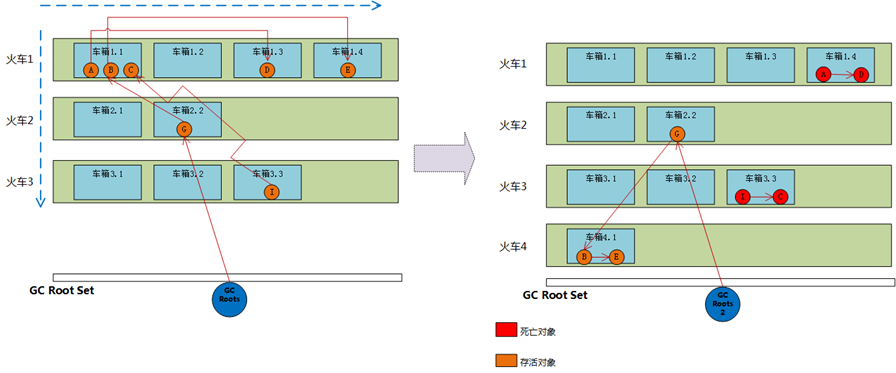 火车1
车箱1.1
车箱1.2
车箱1.3
车箱1.4
A
B
C
D
E
火车2
车箱2.1
车箱2.2
G
火车3
车箱3.1
车箱3.2
车箱3.3
I
GC Root Set
GC
Roots
火车1
车箱1.1
车箱1.2
车箱1.3
车箱1.4
A
D
火车2
车箱2.1
车箱2.2
G
火车3
车箱3.1
车箱3.2
车箱3.3
I
C
火车4
车箱4.1
B
E
GC Root Set
GC
Roots
2
死亡对象
存活对象